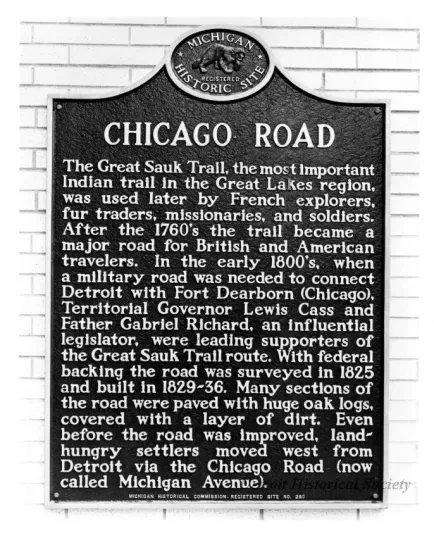 MICHIGAN
REGISTERED
HISTORIC SITE
CHICAGO ROAD
The Great Sauk Trail, the most important
Indian trail in the Great Lakes region,
was used later by French explorers,
fur traders, missionaries, and soldiers.
After the 1760's the trail became a
major road for British and American
travelers. In the early 1800's, when
a military road was needed to connect
Detroit with Fort Dearborn (Chicago),
Territorial Governor Lewis Cass and
Father Gabriel Richard, an influential
legislator, were leading supporters of
the Great Sauk Trail route. With federal
backing the road was surveyed in 1825
and built in 1829-36. Many sections of
the road were paved with huge oak logs,
covered with a layer of dirt. Even
before the road was improved, land-
hungry settlers moved west from
Detroit via the Chicago Road (now
called Michigan Avenue).
Detroit Historical Society
MICHIGAN HISTORICAL COMMISSION REGISTERED SITE NO. 280